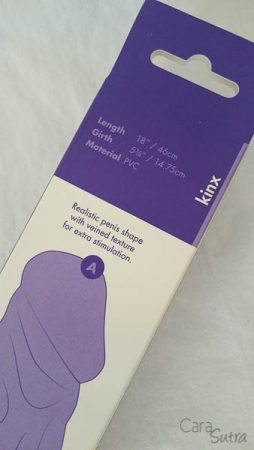 Length 18" / 46cm
Girth 5¾" / 14.75cm
Material PVC
kinx
Realistic penis shape
with veined texture
for extra stimulation.
A
Cara
Sutra